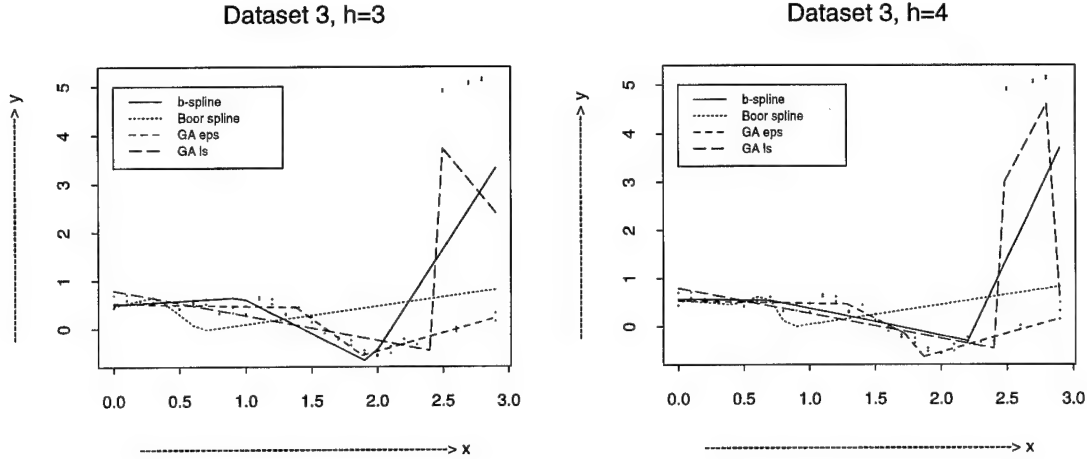 Dataset 3, h=3
y
5
4
3
2
1
0
b-spline
Boor spline
GA eps
GA ls
0.0 0.5 1.0 1.5 2.0 2.5 3.0
x
Dataset 3, h=4
y
5
4
3
2
1
0
b-spline
Boor spline
GA eps
GA ls
0.0 0.5 1.0 1.5 2.0 2.5 3.0
x